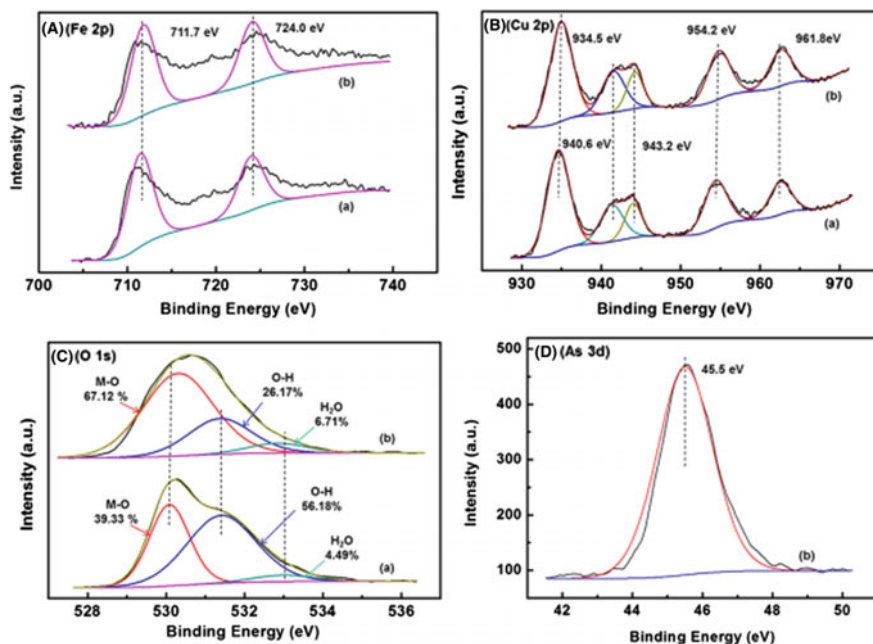 (A)(Fe 2p)
711.7 eV
724.0 eV
(b)
(a)
Intensity (a.u.)
700 710 720 730 740
Binding Energy (eV)
(B)(Cu 2p)
934.5 eV
954.2 eV
961.8eV
(b)
940.6 eV
943.2 eV
(a)
Intensity (a.u.)
930 940 950 960 970
Binding Energy (eV)
(C)(O 1s)
M-O
67.12 %
O-H
26.17%
H2O
6.71%
(b)
M-O
39.33 %
O-H
56.18%
H2O
4.49%
(a)
Intensity (a.u.)
528 530 532 534 536
Binding Energy (eV)
(D)(As 3d)
45.5 eV
(b)
Intensity (a.u.)
500
400
300
200
100
42 44 46 48 50
Binding Energy (eV)